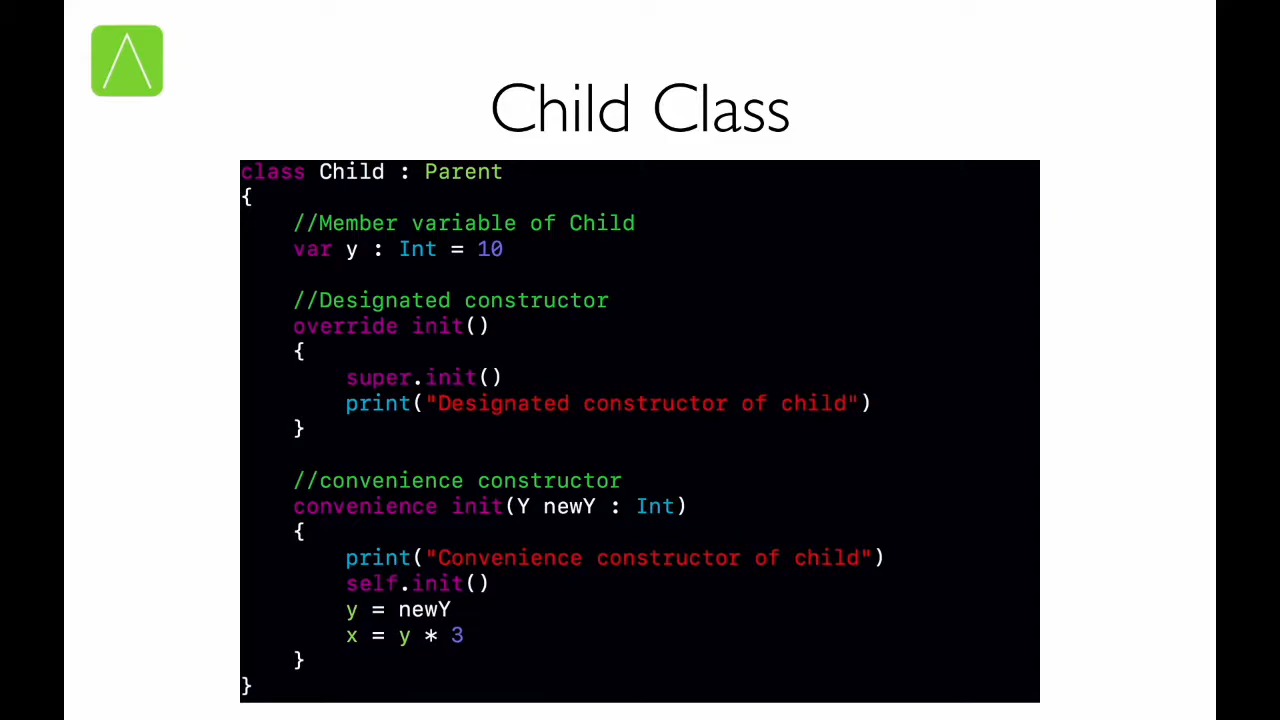 Child Class
class Child : Parent
{
//Member variable of Child
var y : Int = 10
//Designated constructor
override init()
{
super.init()
print("Designated constructor of child")
}
//convenience constructor
convenience init(Y newY : Int)
{
print("Convenience constructor of child")
self.init()
y = newY
x = y * 3
}
}